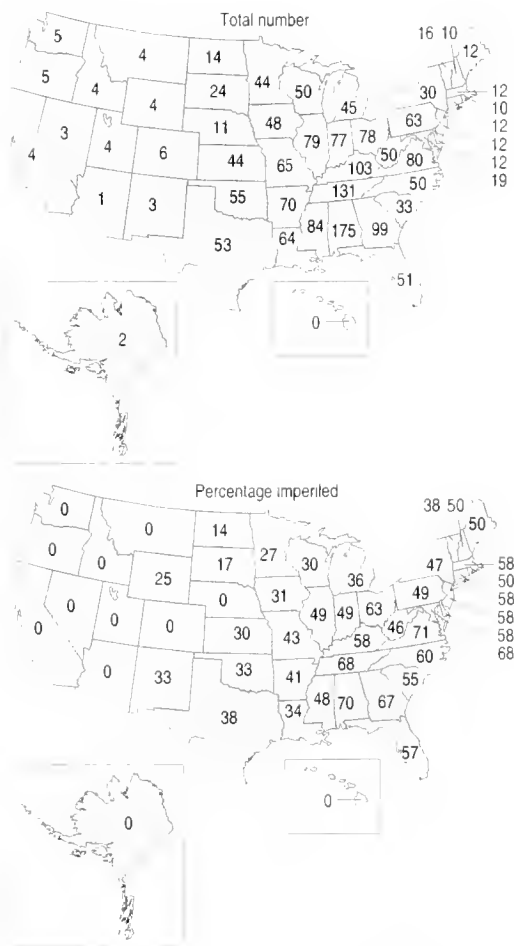 Total number
16 10
5 4 14 12
44
5 4 24 50 30 12
4 45 10
11 48 63 12
3 79 77 78 12
4 4 6 44 65 50 80 12
103 19
1 3 55 131 50
70 33
53 84 175 99
64
51
0
2
Percentage imperiled
38 50
0 0 14 50
27
0 0 17 30 47 58
25 36 50
0 31 49 58
0 49 49 63 58
0 0 0 30 43 46 71 58
58 68
0 33 33 68 60
41 55
38 48 70 67
34
57
0
0